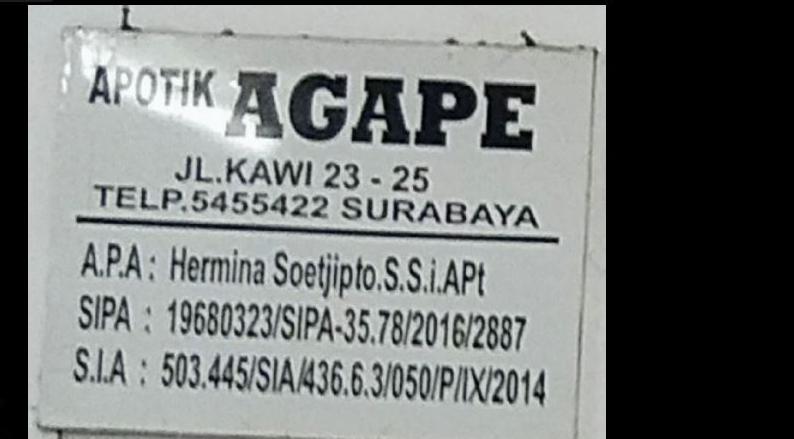 APOTIK AGAPE
JL.KAWI 23 - 25
TELP.5455422 SURABAYA
A.P.A : Hermina Soetjipto.S.S.i.APt
SIPA : 19680323/SIPA-35.78/2016/2887
S.I.A : 503.445/SIA/436.6.3/050/P/IX/2014